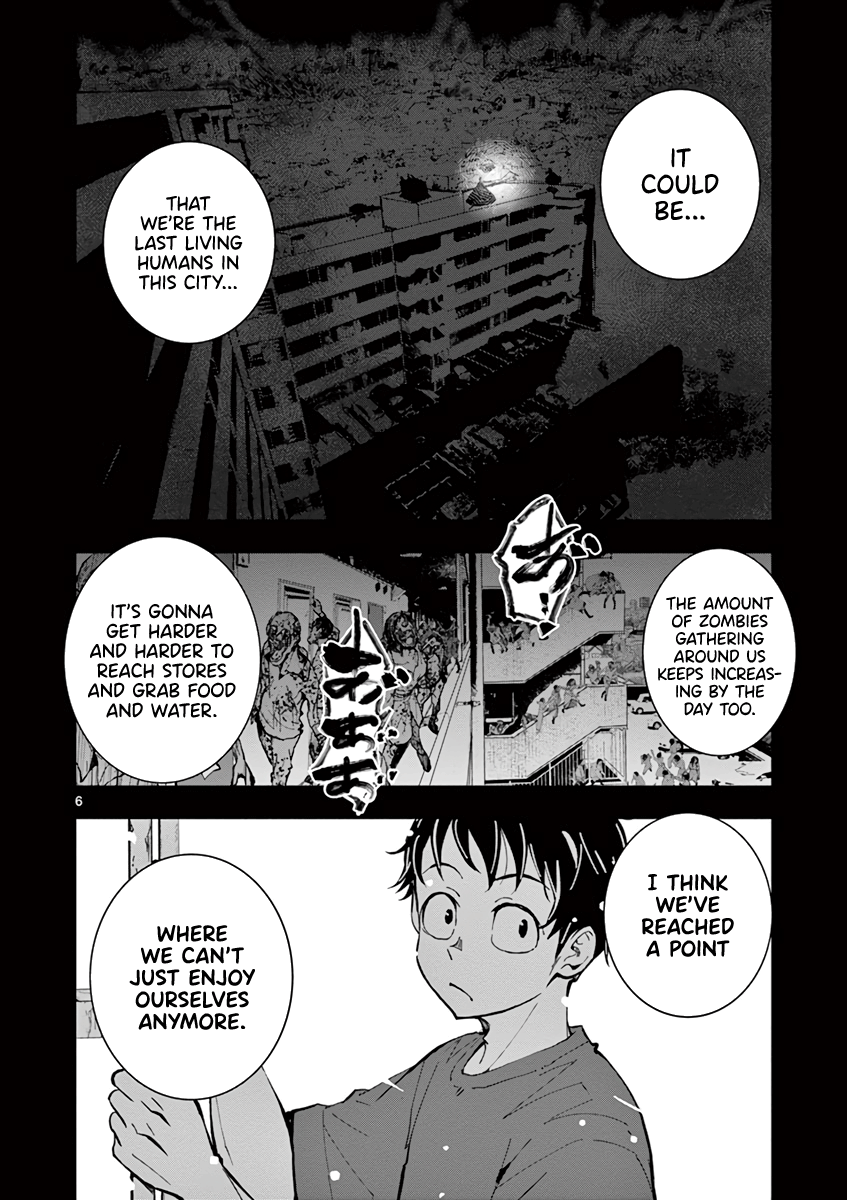 IT
COULD
BE...
THAT
WE'RE THE
LAST LIVING
HUMANS IN
THIS CITY...
THE AMOUNT
OF ZOMBIES
GATHERING
AROUND US
KEEPS INCREAS-
ING BY THE
DAY TOO.
IT'S GONNA
GET HARDER
AND HARDER TO
REACH STORES
AND GRAB FOOD
AND WATER.
6
I THINK
WE'VE
REACHED
A POINT
WHERE
WE CAN'T
JUST ENJOY
OURSELVES
ANYMORE.